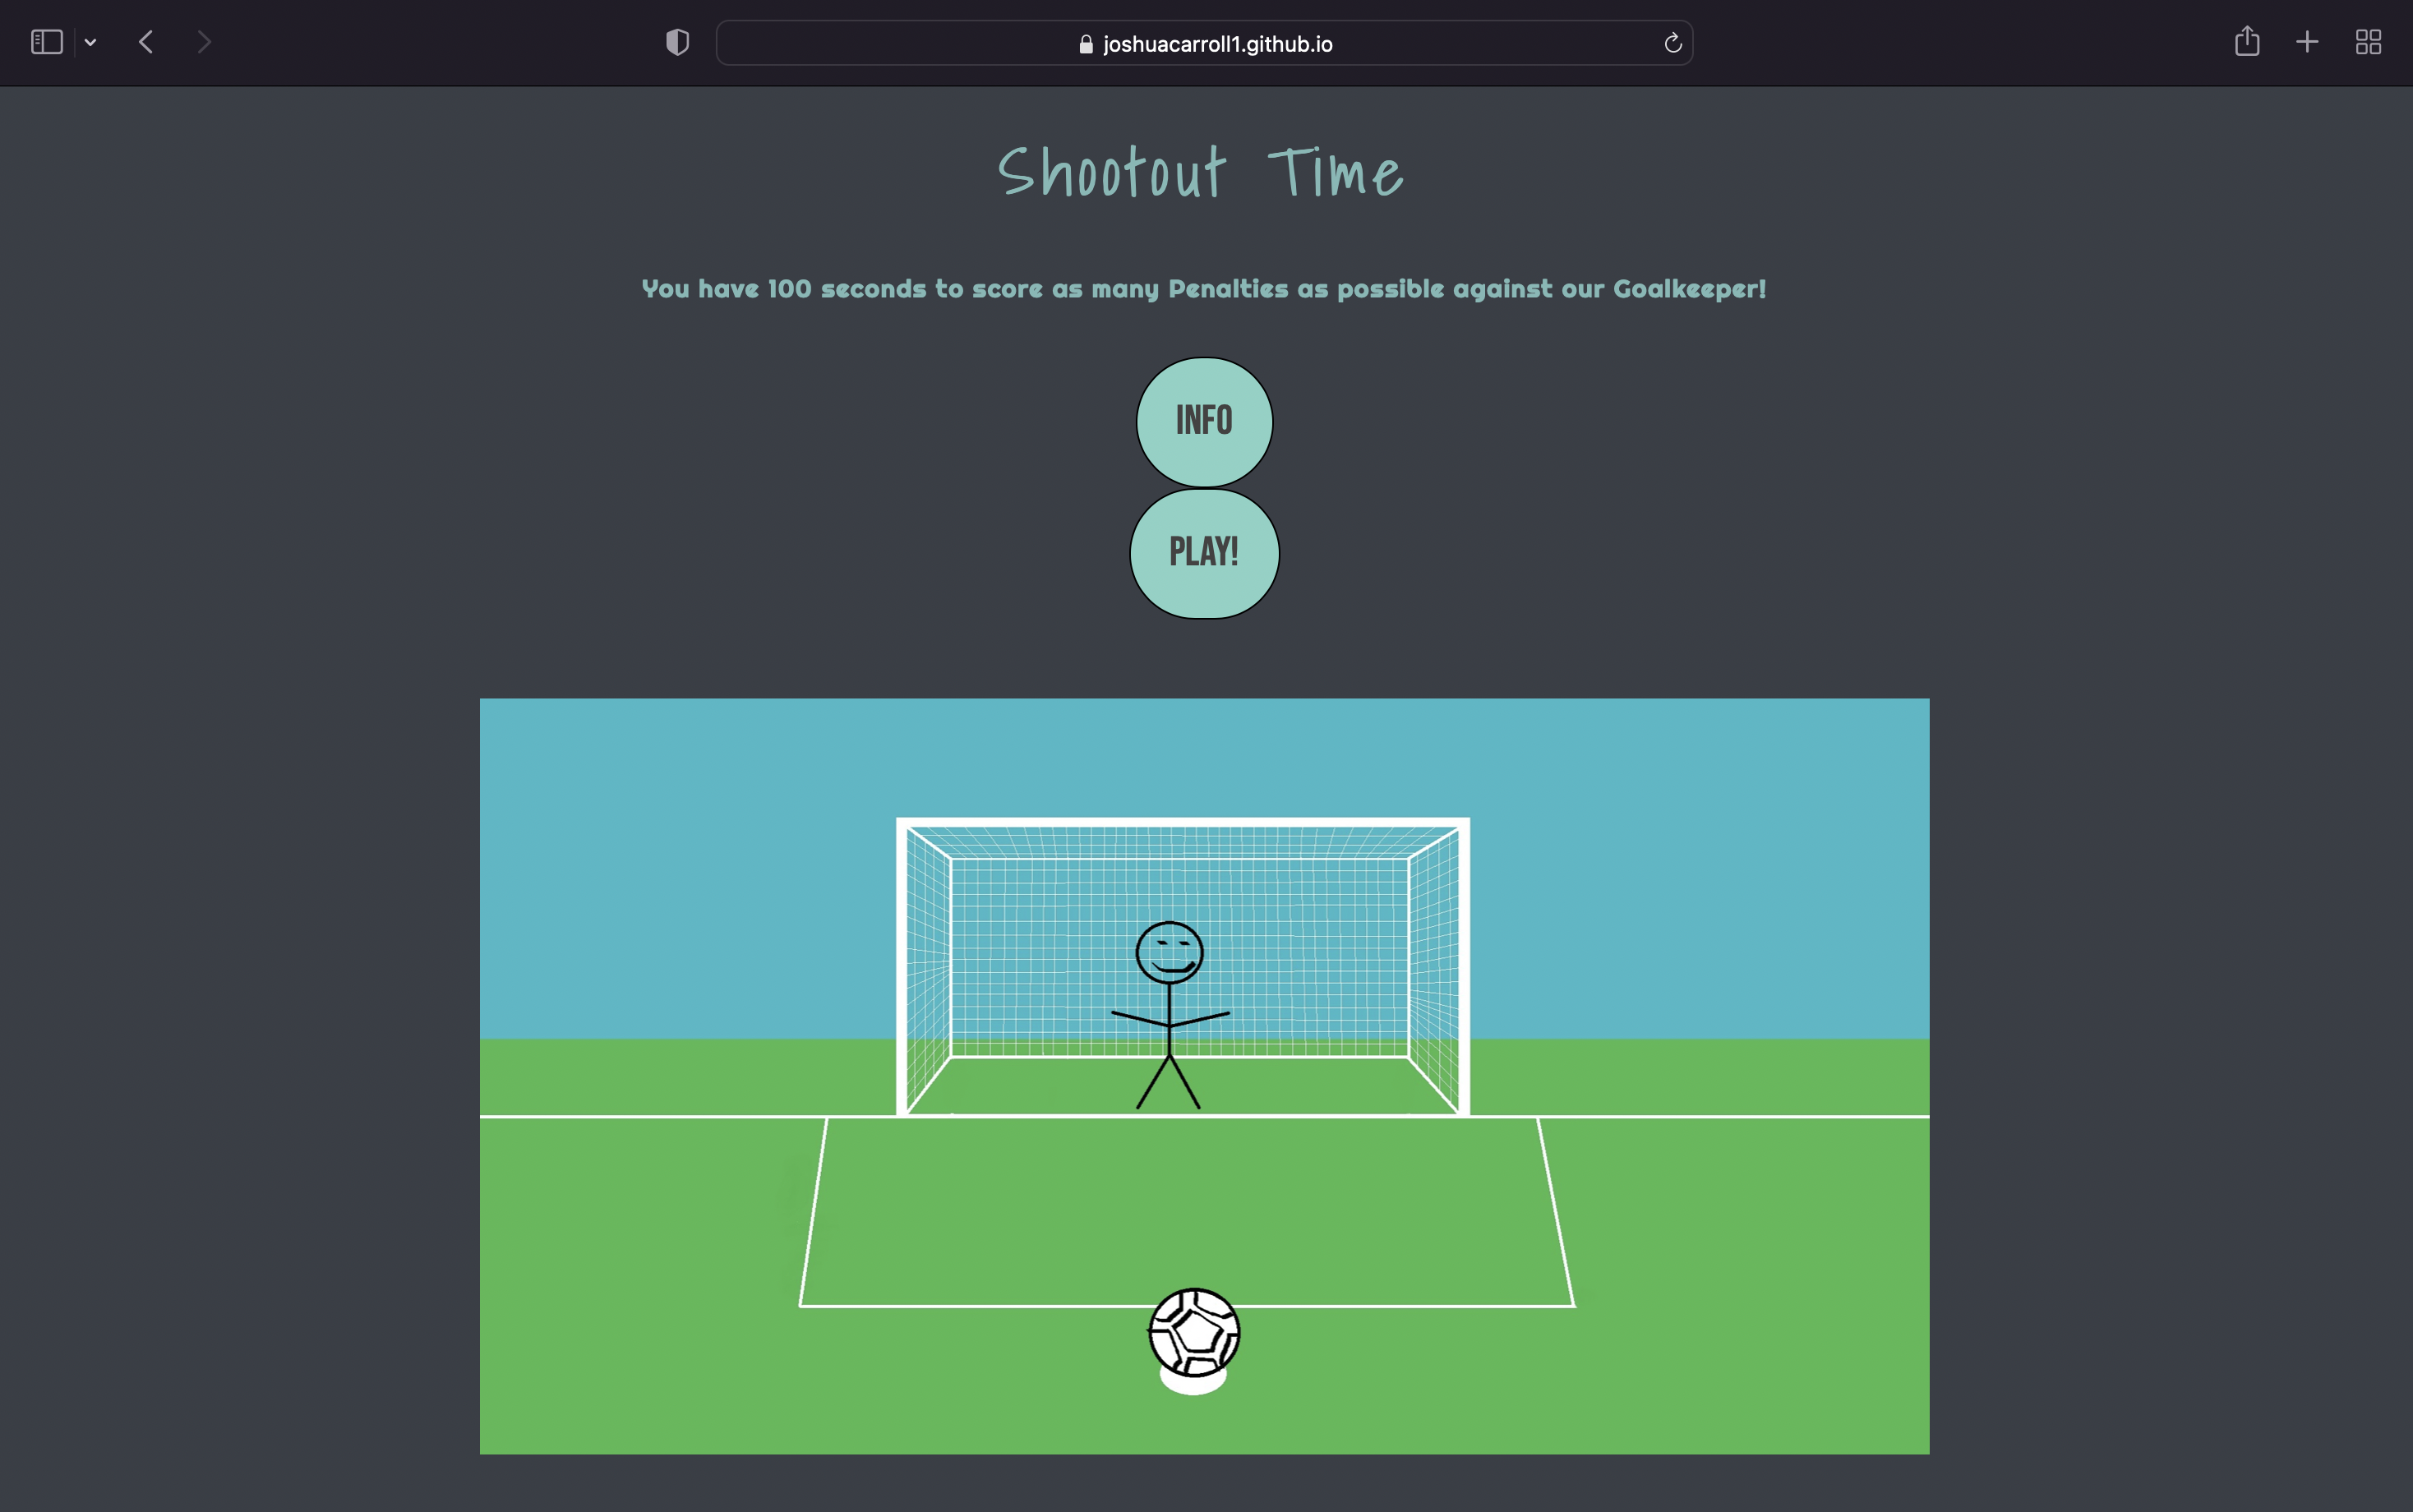 joshuacarroll1.github.io
Shootout Time
You have 100 seconds to score as many Penalties as possible against our Goalkeeper!
INFO
PLAY!